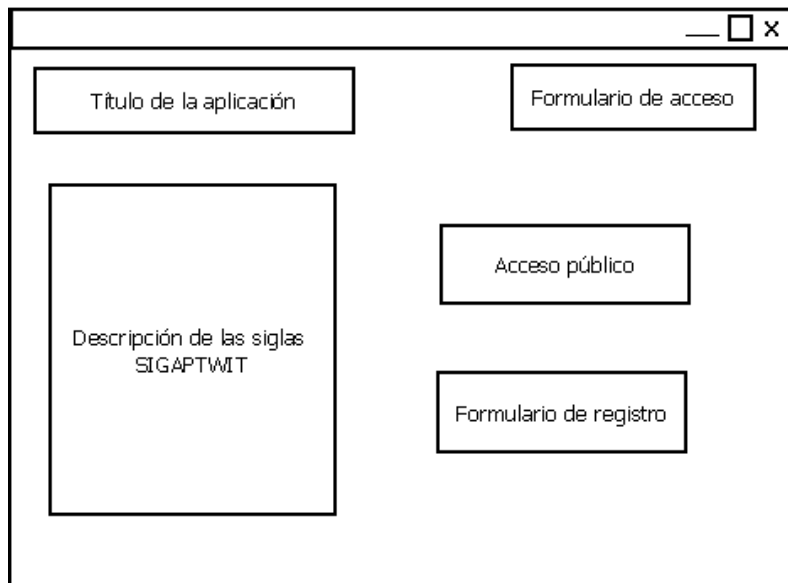 Título de la aplicación
Formulario de acceso
Acceso público
Descripción de las siglas
SIGAPTWIT
Formulario de registro